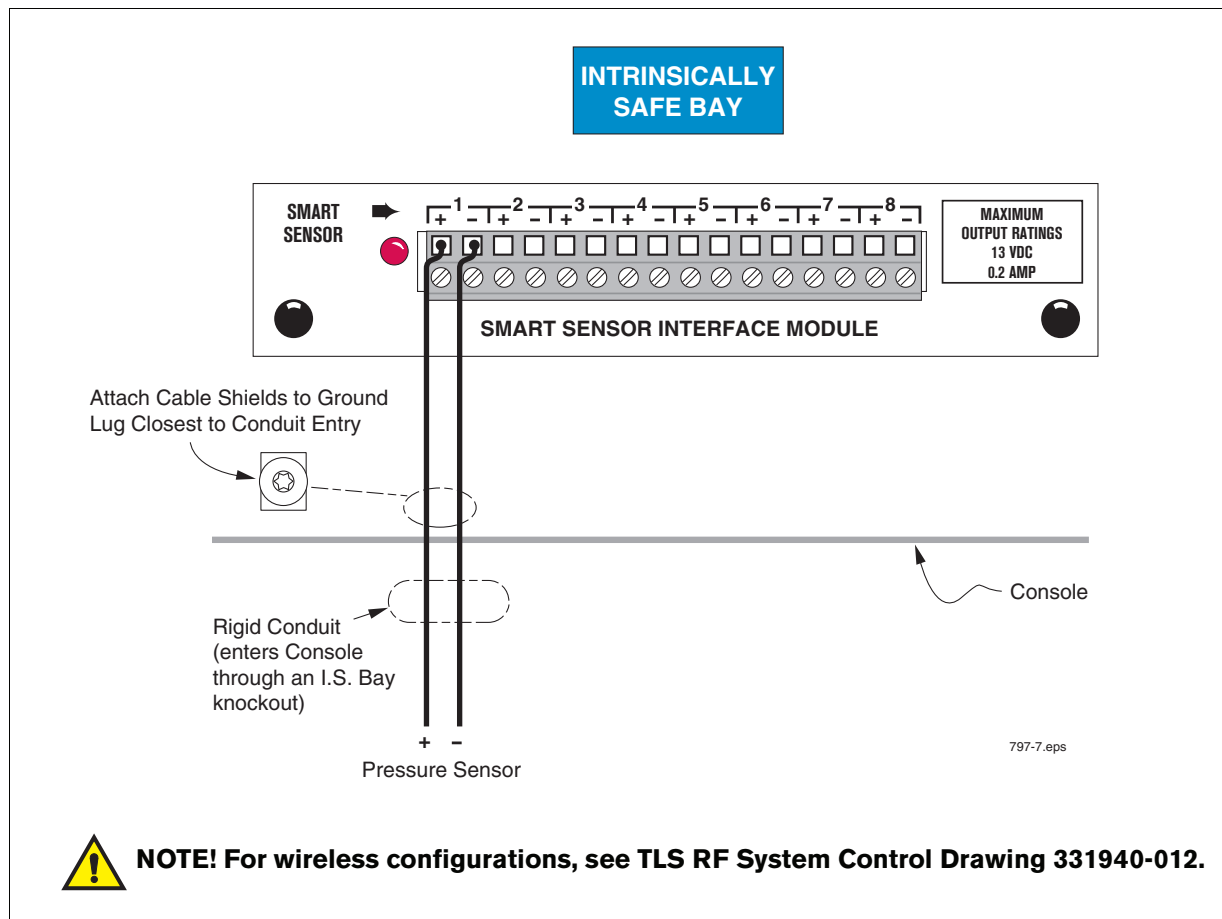 INTRINSICALLY
SAFE BAY
SMART
SENSOR
1 2 3 4 5 6 7 8
+ − + − + − + − + − + − + − + −
MAXIMUM
OUTPUT RATINGS
13 VDC
0.2 AMP
SMART SENSOR INTERFACE MODULE
Attach Cable Shields to Ground
Lug Closest to Conduit Entry
Console
Rigid Conduit
(enters Console
through an I.S. Bay
knockout)
+ −
Pressure Sensor
797-7.eps
NOTE! For wireless configurations, see TLS RF System Control Drawing 331940-012.